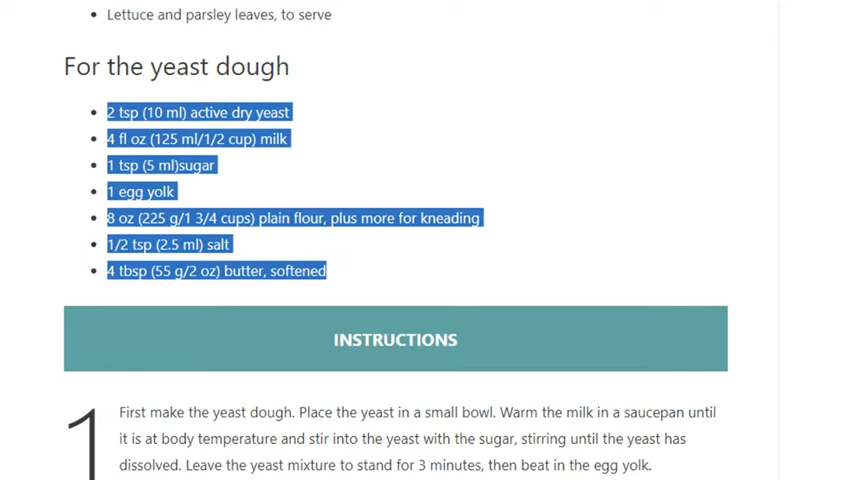 Lettuce and parsley leaves, to serve
For the yeast dough
2 tsp (10 ml) active dry yeast
4 fl oz (125 ml/1/2 cup) milk
1 tsp (5 ml)sugar
1 egg yolk
8 oz (225 g/1 3/4 cups) plain flour, plus more for kneading
1/2 tsp (2.5 ml) salt
4 tbsp (55 g/2 oz) butter, softened
INSTRUCTIONS
1
First make the yeast dough. Place the yeast in a small bowl. Warm the milk in a saucepan until
it is at body temperature and stir into the yeast with the sugar, stirring until the yeast has
dissolved. Leave the yeast mixture to stand for 3 minutes, then beat in the egg yolk.